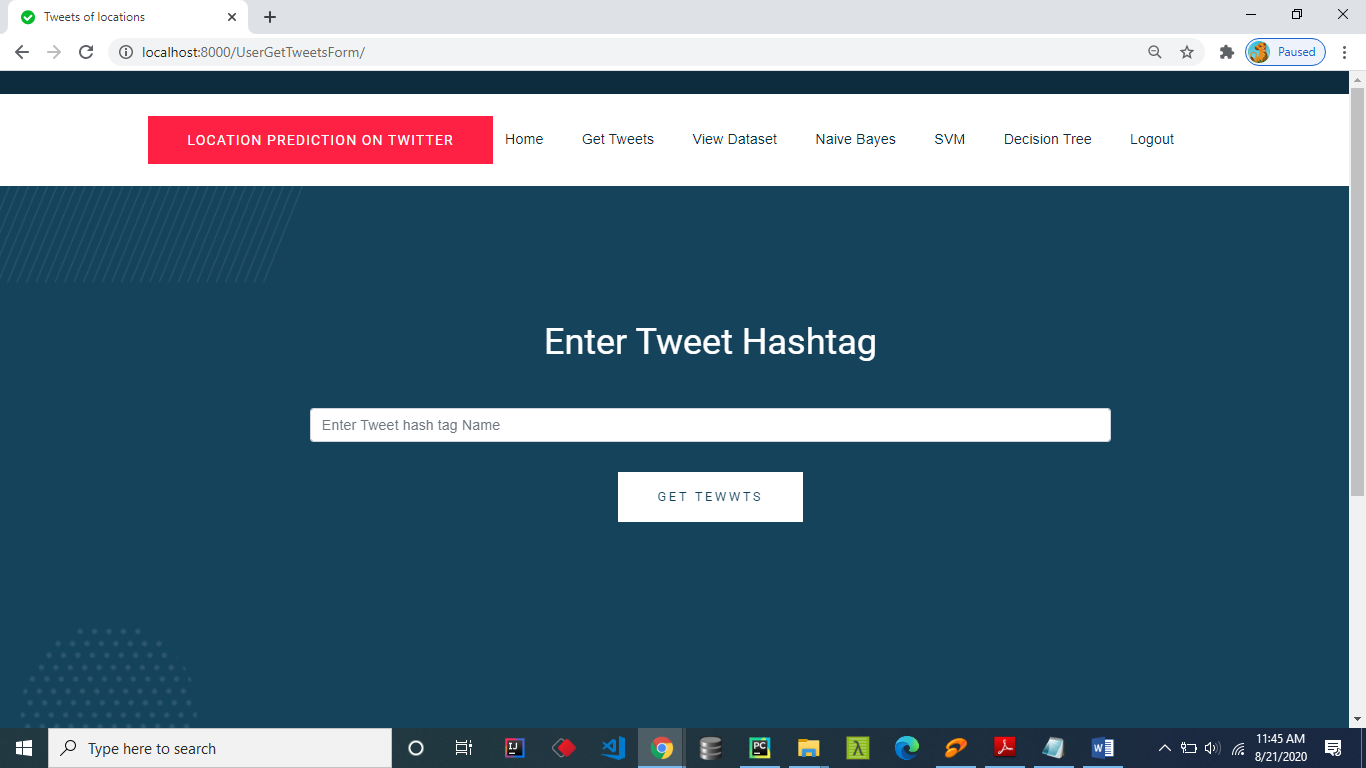 Tweets of locations
localhost:8000/UserGetTweetsForm/
Paused
LOCATION PREDICTION ON TWITTER Home Get Tweets View Dataset Naive Bayes SVM Decision Tree Logout
Enter Tweet Hashtag
Enter Tweet hash tag Name
GET TEWWTS
Type here to search
IJ
PC
W
11:45 AM
8/21/2020